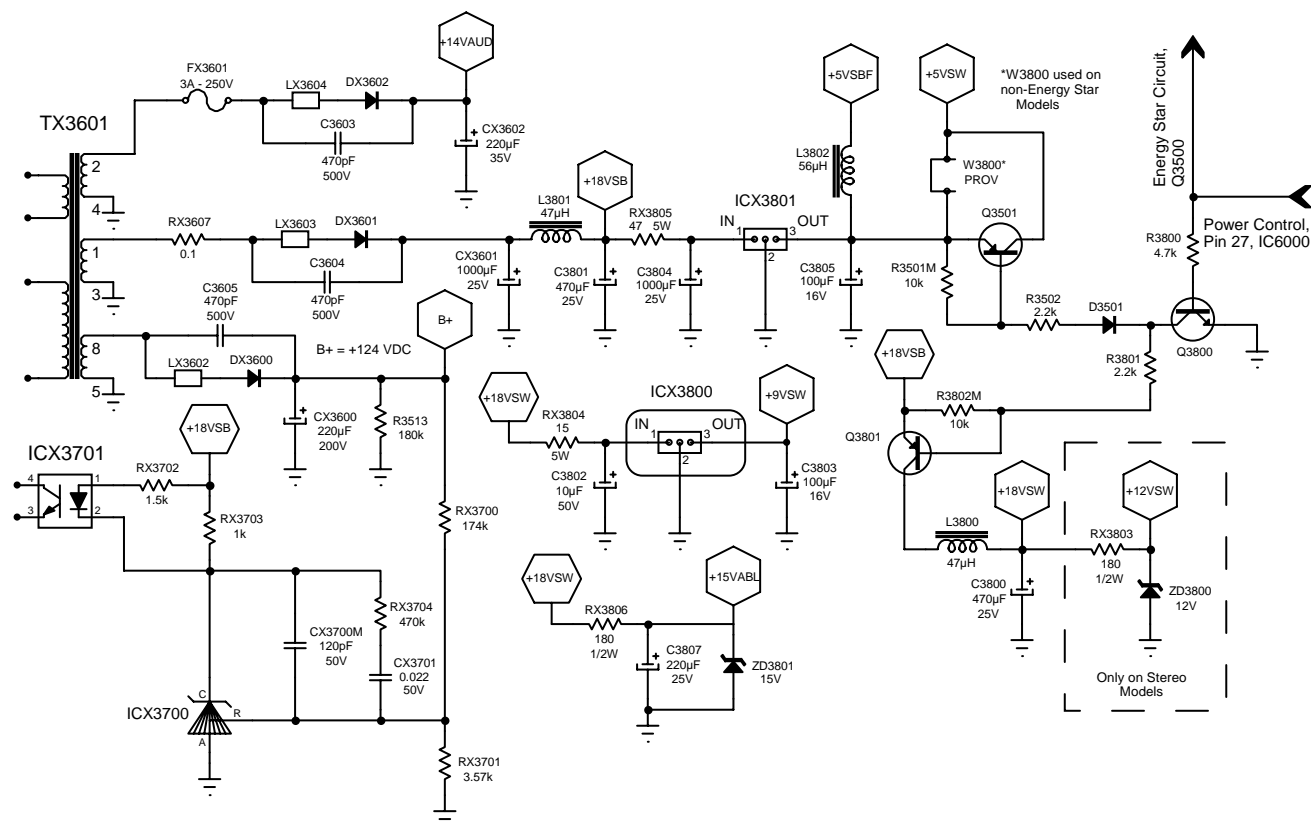 +14VAUD
FX3601
3A - 250V
LX3604
DX3602
C3603
470pF
500V
CX3602
220µF
35V
+
TX3601
2
4
1
3
8
5
RX3607
0.1
LX3603
DX3601
C3604
470pF
500V
CX3601
1000µF
25V
+
L3801
47µH
+18VSB
C3801
470µF
25V
+
RX3805
47 5W
C3804
1000µF
25V
+
ICX3801
IN
OUT
1
3
2
C3805
100µF
16V
+
+5VSBF
L3802
56µH
+5VSW
*W3800 used on
non-Energy Star
Models
W3800*
PROV
Q3501
R3501M
10k
R3502
2.2k
D3501
Energy Star Circuit,
Q3500
Power Control,
Pin 27, IC6000
R3800
4.7k
Q3800
R3801
2.2k
C3605
470pF
500V
LX3602
DX3600
B+ = +124 VDC
B+
CX3600
220µF
200V
+
R3513
180k
+18VSW
RX3804
15
5W
C3802
10µF
50V
+
ICX3800
IN
OUT
1
3
2
+9VSW
C3803
100µF
16V
+
+18VSB
R3802M
10k
Q3801
L3800
47µH
+18VSW
C3800
470µF
25V
+
+12VSW
RX3803
180
1/2W
ZD3800
12V
Only on Stereo
Models
+18VSB
ICX3701
4
3
1
2
RX3702
1.5k
RX3703
1k
RX3700
174k
RX3704
470k
CX3700M
120pF
50V
CX3701
0.022
50V
ICX3700
C
R
A
RX3701
3.57k
+18VSW
RX3806
180
1/2W
+15VABL
C3807
220µF
25V
+
ZD3801
15V